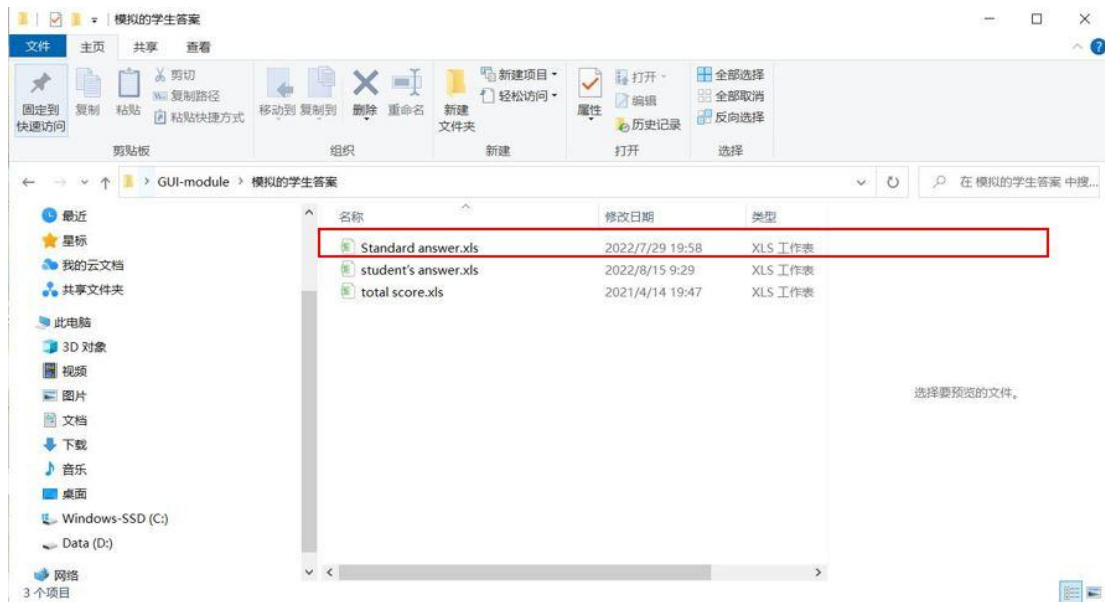 模拟的学生答案
文件 主页 共享 查看
固定到快速访问
复制
粘贴
剪切
复制路径
粘贴快捷方式
移动到 复制到 删除 重命名
新建文件夹
新建项目
轻松访问
属性
打开
编辑
历史记录
全部选择
全部取消
反向选择
剪贴板 组织 新建 打开 选择
GUI-module 模拟的学生答案
在 模拟的学生答案 中搜...
最近
星标
我的云文档
共享文件夹
此电脑
3D 对象
视频
图片
文档
下载
音乐
桌面
Windows-SSD (C:)
Data (D:)
网络
名称 修改日期 类型
Standard answer.xls 2022/7/29 19:58 XLS 工作表
student's answer.xls 2022/8/15 9:29 XLS 工作表
total score.xls 2021/4/14 19:47 XLS 工作表
选择要预览的文件。
3 个项目